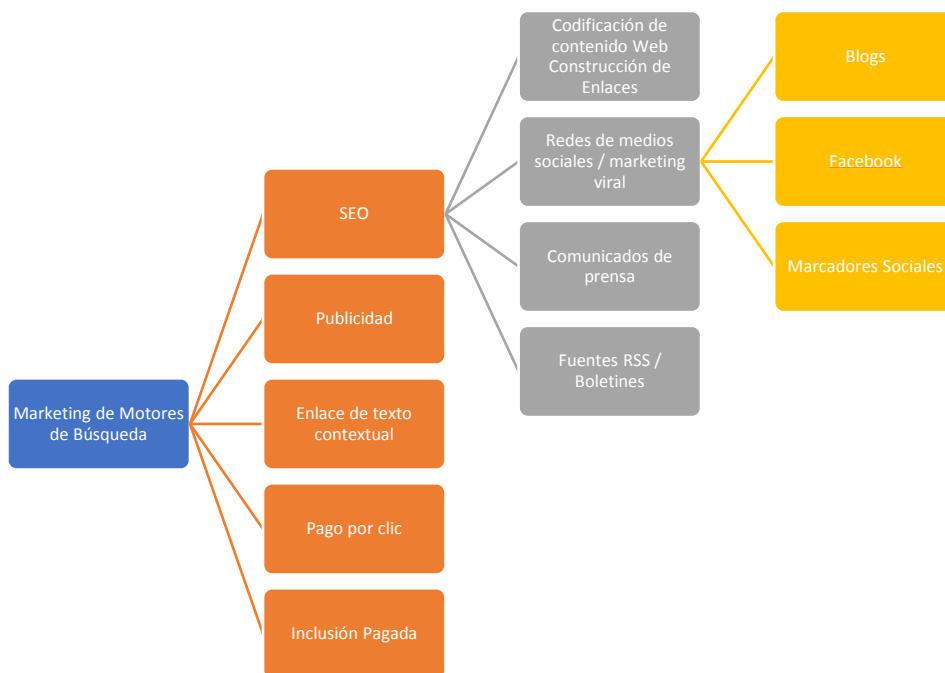 Codificación de
contenido Web
Construcción de
Enlaces
Blogs
Redes de medios
sociales / marketing
viral
Facebook
SEO
Comunicados de
prensa
Marcadores Sociales
Publicidad
Fuentes RSS /
Boletines
Marketing de Motores
de Búsqueda
Enlace de texto
contextual
Pago por clic
Inclusión Pagada